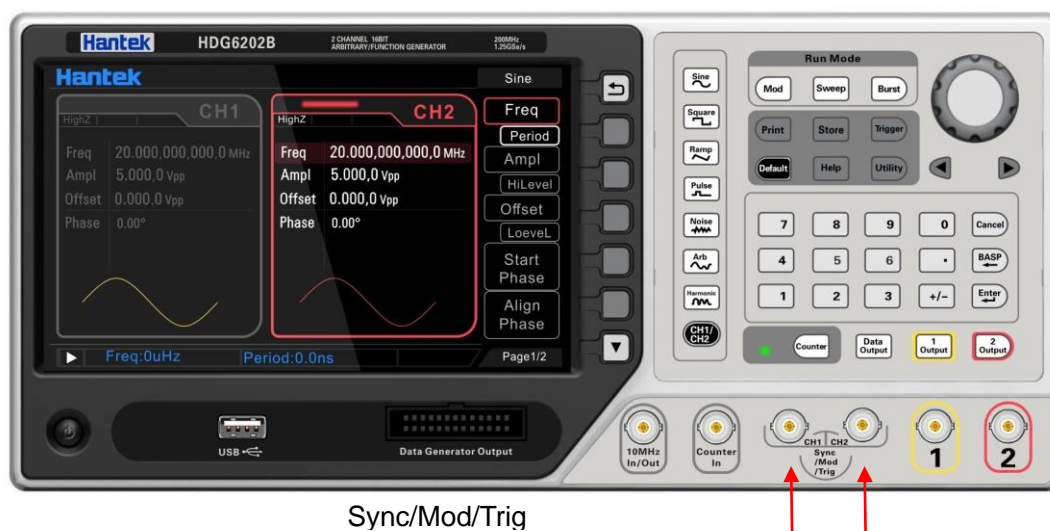 Hantek HDG6202B 2 CHANNEL 16BIT ARBITRARY/FUNCTION GENERATOR 200MHz 1.25GSa/s
Hantek Sine
CH1
HighZ
Freq 20.000,000,000,0 MHz
Ampl 5.000,0 Vpp
Offset 0.000,0 Vpp
Phase 0.00°
CH2
HighZ
Freq 20.000,000,000,0 MHz
Ampl 5.000,0 Vpp
Offset 0.000,0 Vpp
Phase 0.00°
Freq
Period
Ampl
HiLevel
Offset
LoeveL
Start
Phase
Align
Phase
Freq:0uHz Period:0.0ns Page1/2
Sine
Square
Ramp
Pulse
Noise
Arb
Harmonic
CH1/
CH2
Run Mode
Mod Sweep Burst
Print Store Trigger
Default Help Utility
7 8 9 0 Cancel
4 5 6 . BASP
1 2 3 +/- Enter
Counter
Data
Output
1
Output
2
Output
USB
Data Generator Output
10MHz
In/Out
Counter
In
CH1 CH2
Sync
/Mod
/Trig
1
2
Sync/Mod/Trig